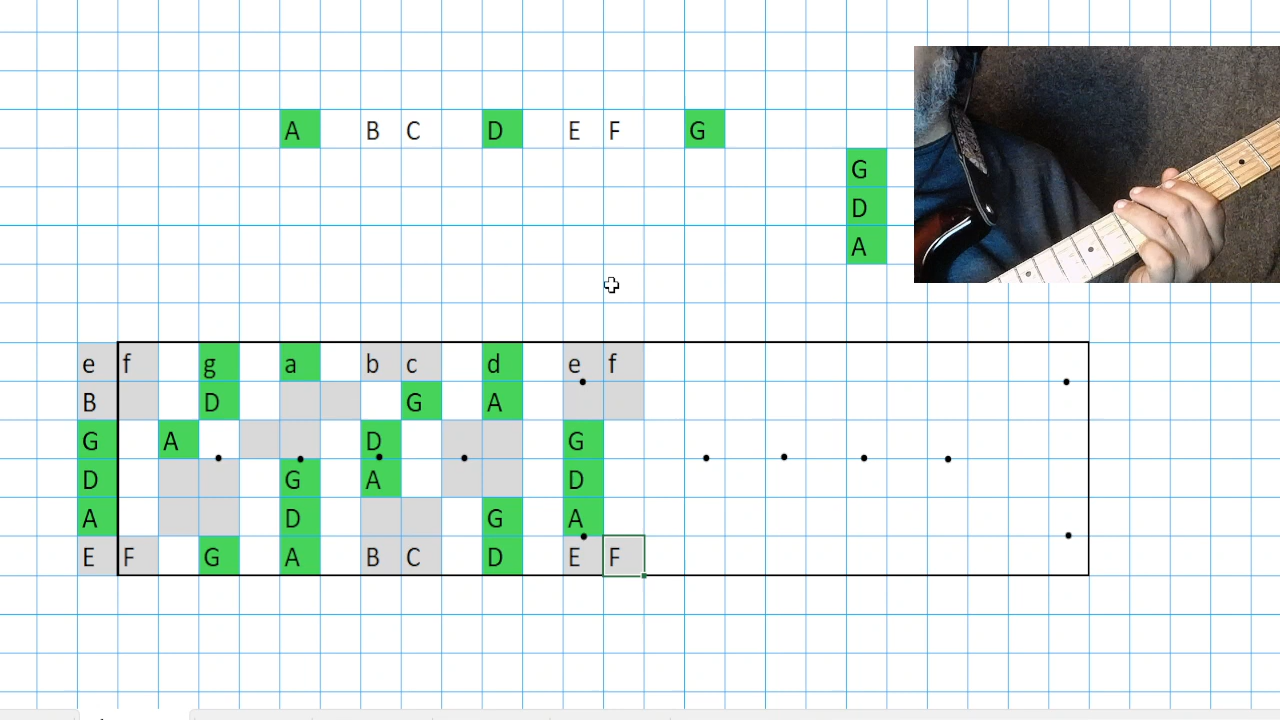 A B C D E F G
G
D
A
e f g a b c d e f
B D G A
G A D G
D G A D
A D G A
E F G A B C D E F